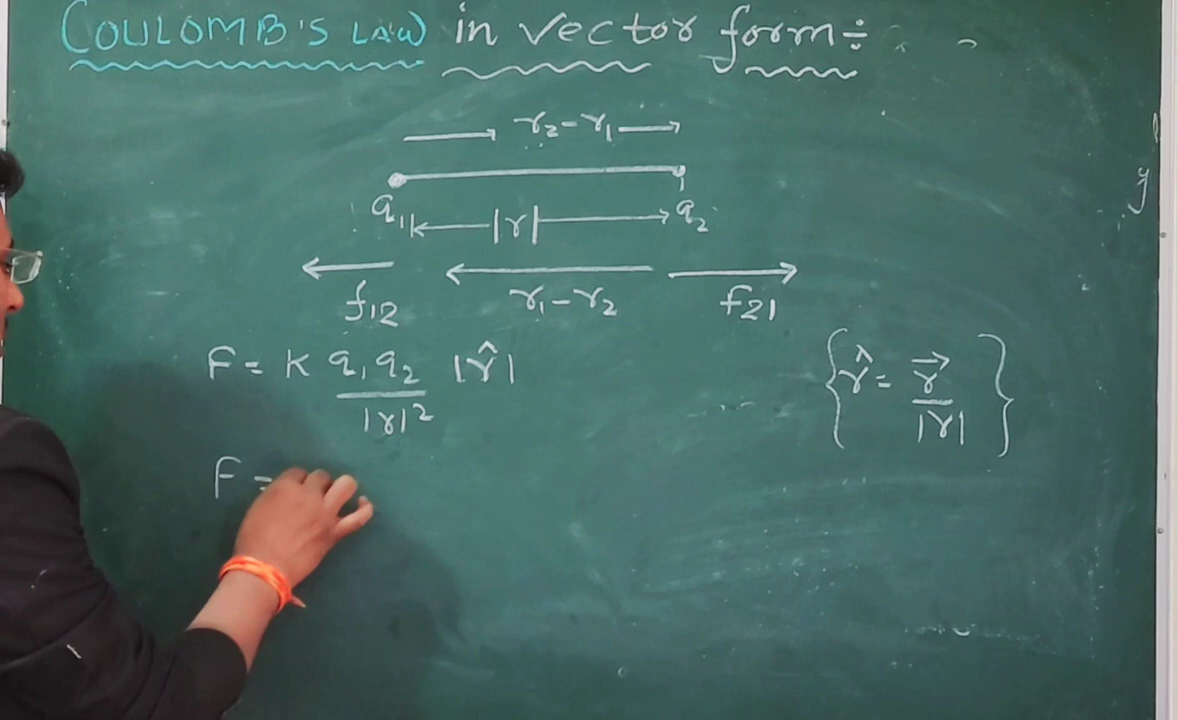 COULOMB'S LAW in vector form÷
r₂-r₁
q₁ |r| q₂
f₁₂ r₁-r₂ f₂₁
F = K q₁q₂/|r|² |r̂|
{r̂ = r⃗/|r|}
F =
y